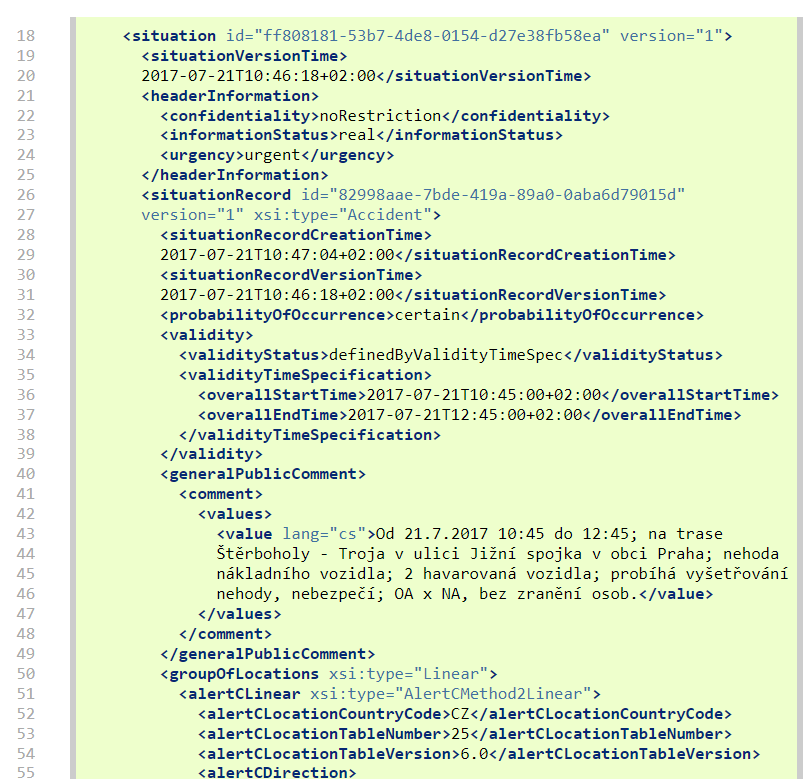 18 <situation id="ff808181-53b7-4de8-0154-d27e38fb58ea" version="1">
19 <situationVersionTime>
20 2017-07-21T10:46:18+02:00</situationVersionTime>
21 <headerInformation>
22 <confidentiality>noRestriction</confidentiality>
23 <informationStatus>real</informationStatus>
24 <urgency>urgent</urgency>
25 </headerInformation>
26 <situationRecord id="82998aae-7bde-419a-89a0-0aba6d79015d"
27 version="1" xsi:type="Accident">
28 <situationRecordCreationTime>
29 2017-07-21T10:47:04+02:00</situationRecordCreationTime>
30 <situationRecordVersionTime>
31 2017-07-21T10:46:18+02:00</situationRecordVersionTime>
32 <probabilityOfOccurrence>certain</probabilityOfOccurrence>
33 <validity>
34 <validityStatus>definedByValidityTimeSpec</validityStatus>
35 <validityTimeSpecification>
36 <overallStartTime>2017-07-21T10:45:00+02:00</overallStartTime>
37 <overallEndTime>2017-07-21T12:45:00+02:00</overallEndTime>
38 </validityTimeSpecification>
39 </validity>
40 <generalPublicComment>
41 <comment>
42 <values>
43 <value lang="cs">Od 21.7.2017 10:45 do 12:45; na trase
44 Štěrboholy - Troja v ulici Jižní spojka v obci Praha; nehoda
45 nákladního vozidla; 2 havarovaná vozidla; probíhá vyšetřování
46 nehody, nebezpečí; OA x NA, bez zranění osob.</value>
47 </values>
48 </comment>
49 </generalPublicComment>
50 <groupOfLocations xsi:type="Linear">
51 <alertCLinear xsi:type="AlertCMethod2Linear">
52 <alertCLocationCountryCode>CZ</alertCLocationCountryCode>
53 <alertCLocationTableNumber>25</alertCLocationTableNumber>
54 <alertCLocationTableVersion>6.0</alertCLocationTableVersion>
55 <alertCDirection>